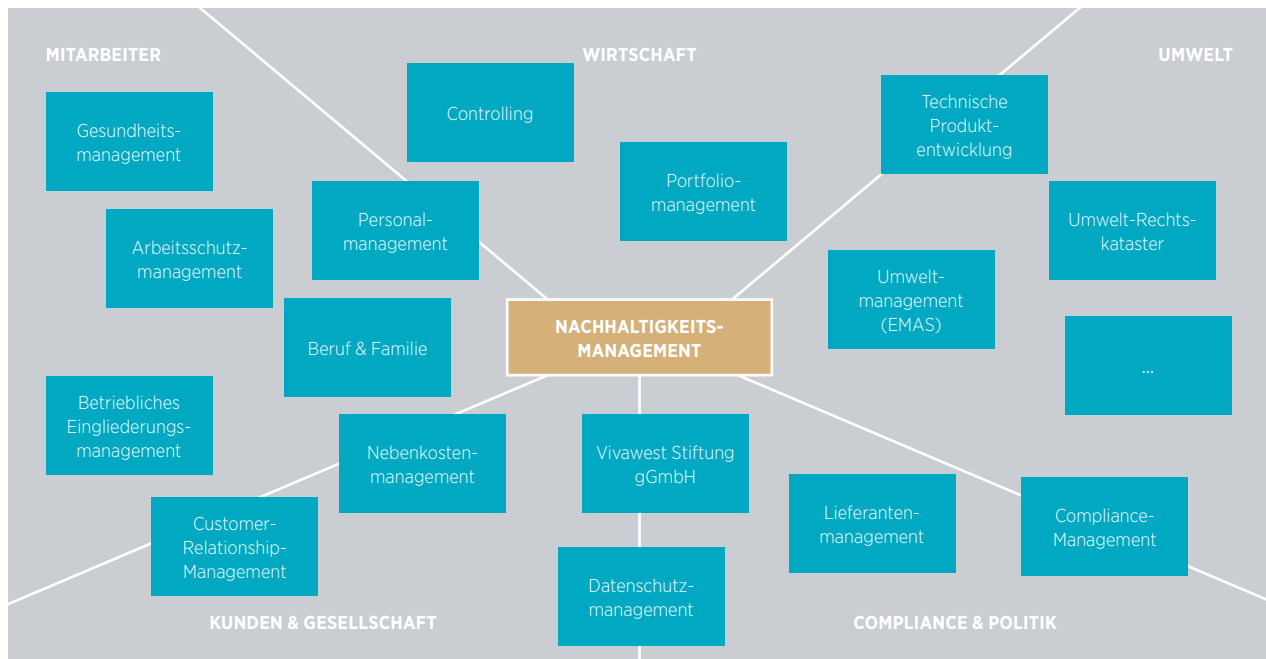 MITARBEITER
WIRTSCHAFT
UMWELT
Gesundheits-
management
Controlling
Technische
Produkt-
entwicklung
Portfolio-
management
Personal-
management
Umwelt-Rechts-
kataster
Arbeitsschutz-
management
Umwelt-
management
(EMAS)
Beruf & Familie
NACHHALTIGKEITS-
MANAGEMENT
...
Betriebliches
Eingliederungs-
management
Nebenkosten-
management
Vivawest Stiftung
gGmbH
Lieferanten-
management
Compliance-
Management
Customer-
Relationship-
Management
Datenschutz-
management
KUNDEN & GESELLSCHAFT
COMPLIANCE & POLITIK